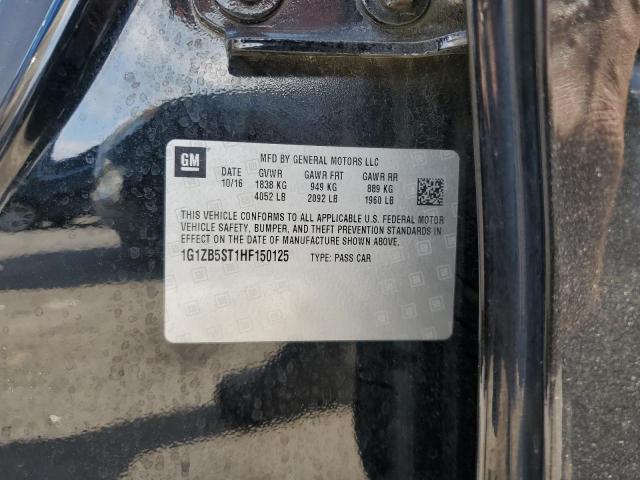 GM
MFD BY GENERAL MOTORS LLC
DATE GVWR GAWR FRT GAWR RR
10/16 1838 KG 949 KG 889 KG
4052 LB 2092 LB 1960 LB
THIS VEHICLE CONFORMS TO ALL APPLICABLE U.S. FEDERAL MOTOR
VEHICLE SAFETY, BUMPER, AND THEFT PREVENTION STANDARDS
IN EFFECT ON THE DATE OF MANUFACTURE SHOWN ABOVE.
1G1ZB5ST1HF150125 TYPE: PASS CAR